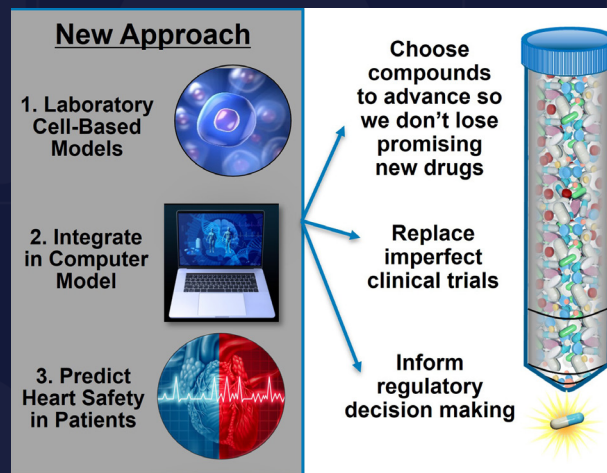 New Approach
1. Laboratory
Cell-Based
Models
2. Integrate
in Computer
Model
3. Predict
Heart Safety
in Patients
Choose
compounds
to advance so
we don't lose
promising
new drugs
Replace
imperfect
clinical trials
Inform
regulatory
decision making